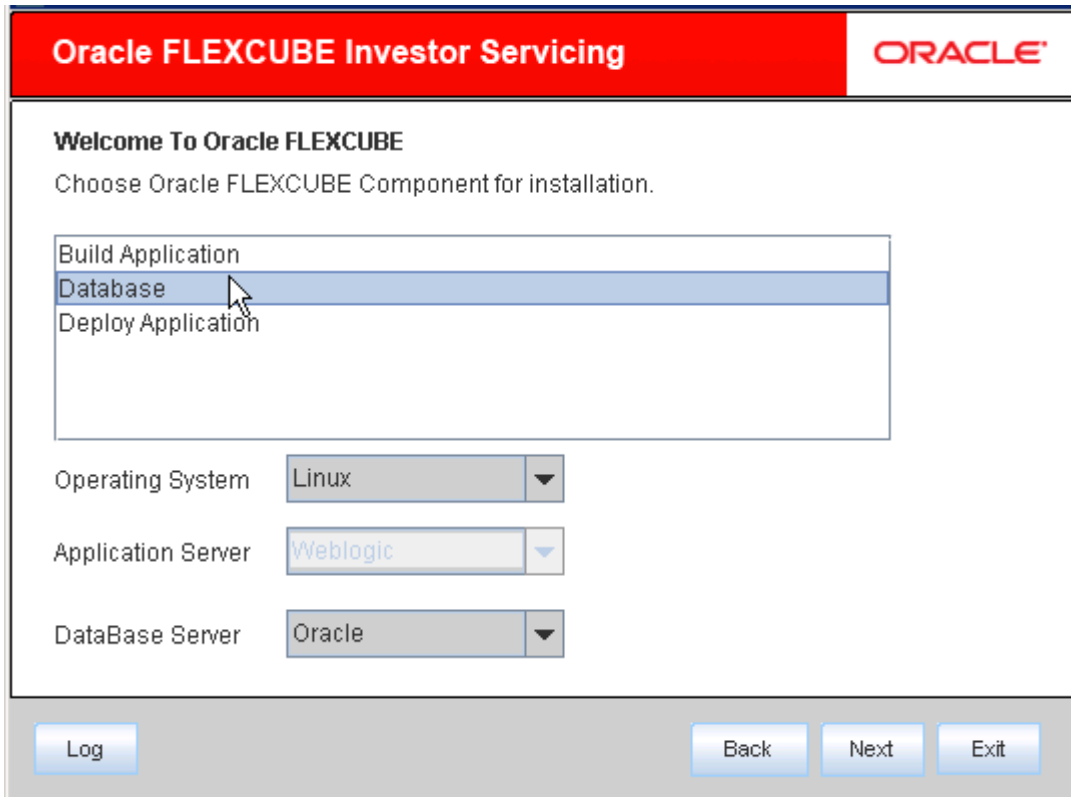 Oracle FLEXCUBE Investor Servicing
ORACLE
Welcome To Oracle FLEXCUBE
Choose Oracle FLEXCUBE Component for installation.
Build Application
Database
Deploy Application
Operating System Linux
Application Server Weblogic
DataBase Server Oracle
Log Back Next Exit